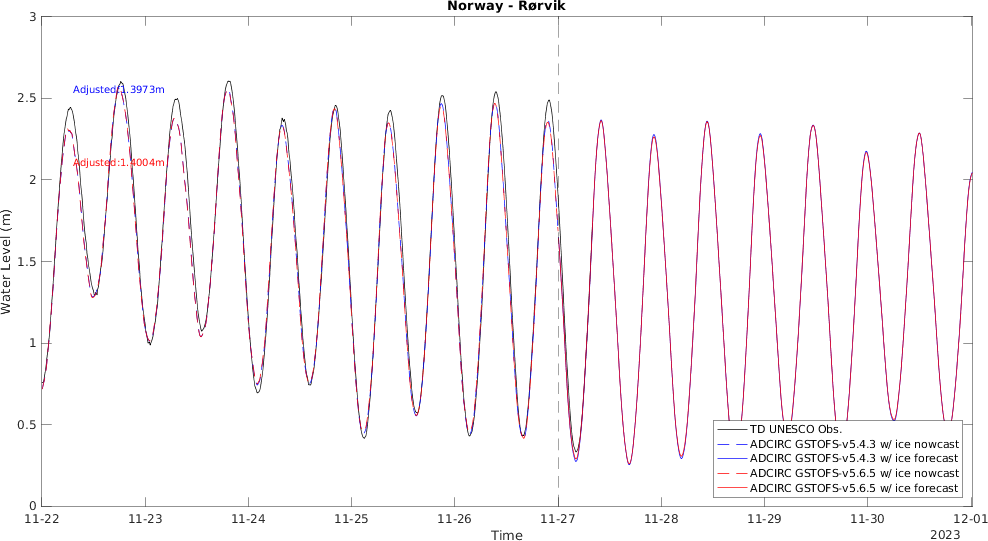 Norway - Rørvik
3
2.5
2
1.5
1
0.5
0
Water Level (m)
Adjusted:1.3973m
Adjusted:1.4004m
TD UNESCO Obs.
ADCIRC GSTOFS-v5.4.3 w/ ice nowcast
ADCIRC GSTOFS-v5.4.3 w/ ice forecast
ADCIRC GSTOFS-v5.6.5 w/ ice nowcast
ADCIRC GSTOFS-v5.6.5 w/ ice forecast
11-22 11-23 11-24 11-25 11-26 11-27 11-28 11-29 11-30 12-01
Time
2023